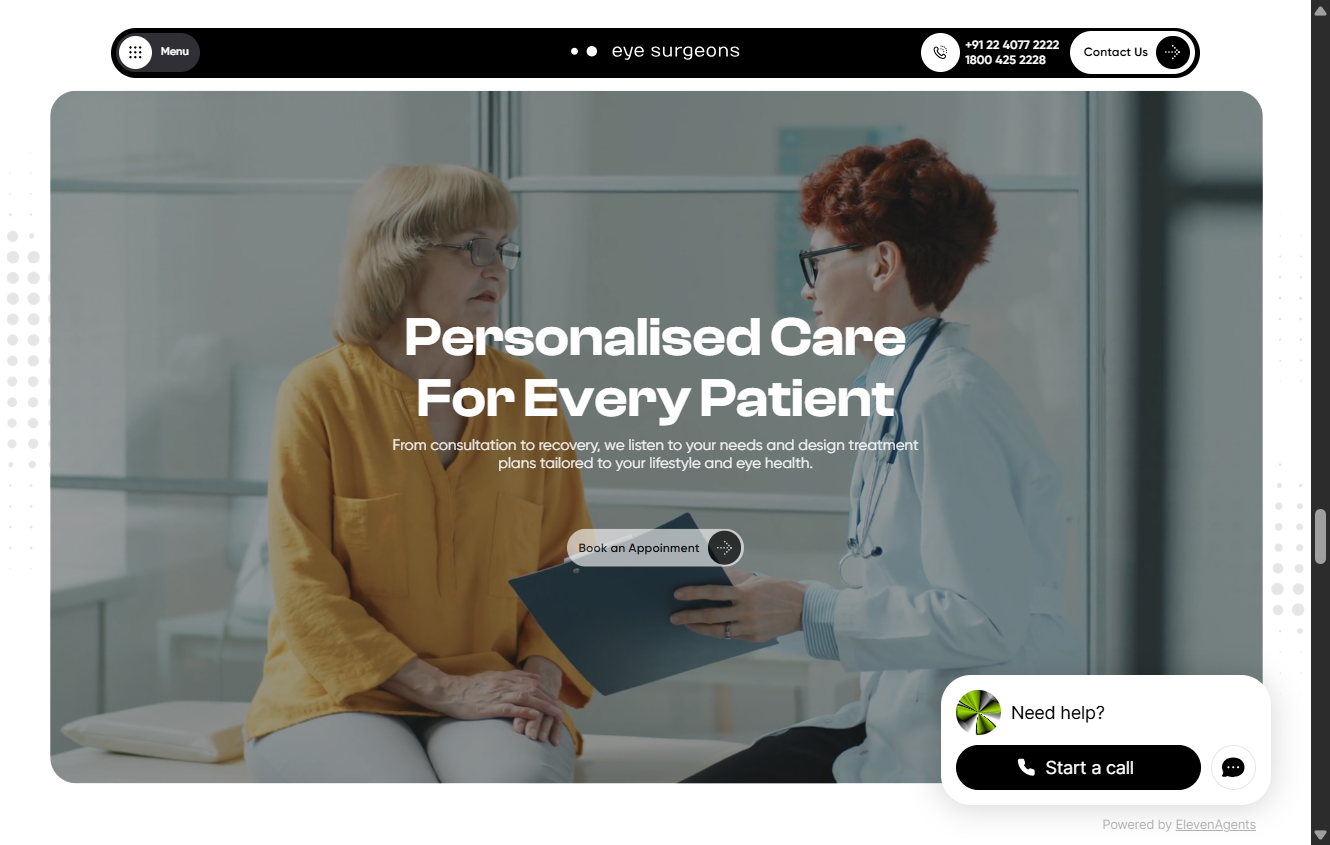 Menu
eye surgeons
+91 22 4077 2222
1800 425 2228
Contact Us
Personalised Care
For Every Patient
From consultation to recovery, we listen to your needs and design treatment
plans tailored to your lifestyle and eye health.
Book an Appoinment
Need help?
Start a call
Powered by ElevenAgents